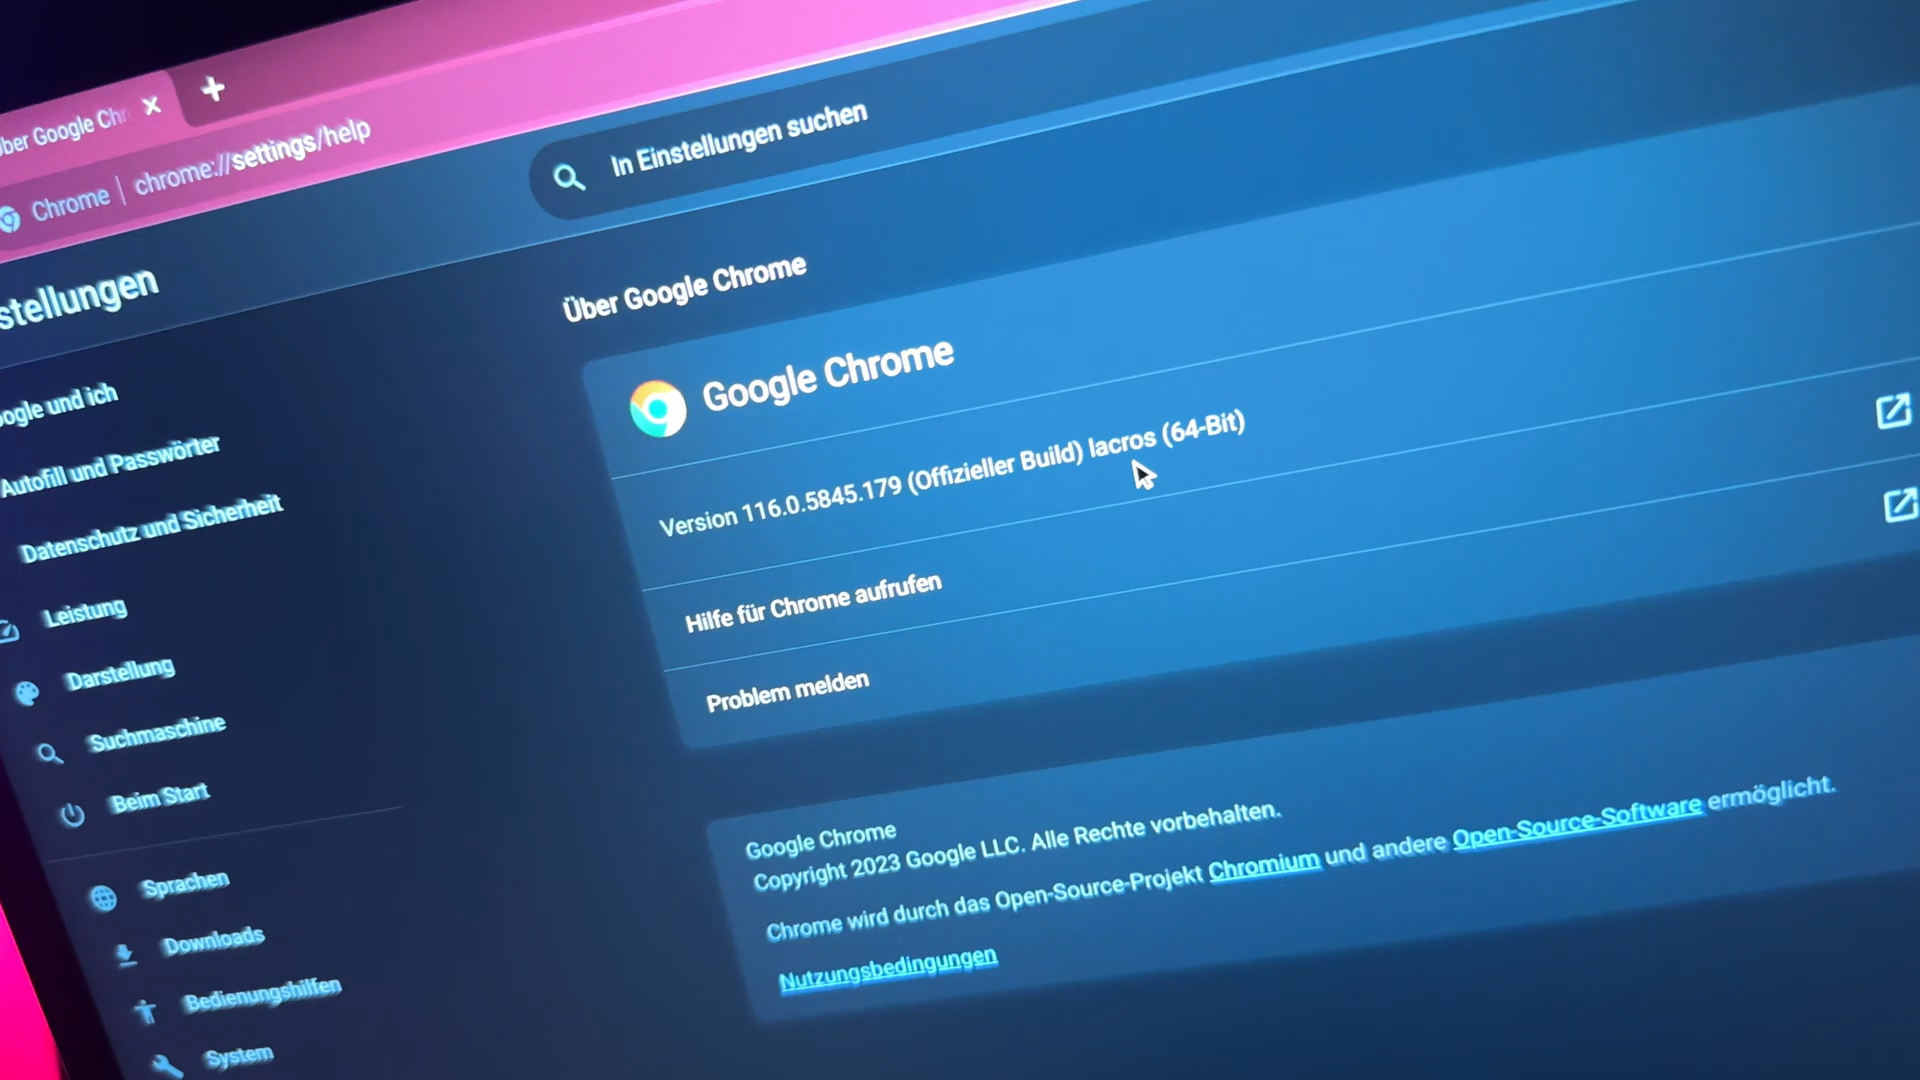 Über Google Chr
Chrome | chrome://settings/help
In Einstellungen suchen
stellungen
ogle und ich
Autofill und Passwörter
Datenschutz und Sicherheit
Leistung
Darstellung
Suchmaschine
Beim Start
Sprachen
Downloads
Bedienungshilfen
System
Über Google Chrome
Google Chrome
Version 116.0.5845.179 (Offizieller Build) lacros (64-Bit)
Hilfe für Chrome aufrufen
Problem melden
Google Chrome
Copyright 2023 Google LLC. Alle Rechte vorbehalten.
Chrome wird durch das Open-Source-Projekt Chromium und andere Open-Source-Software ermöglicht.
Nutzungsbedingungen